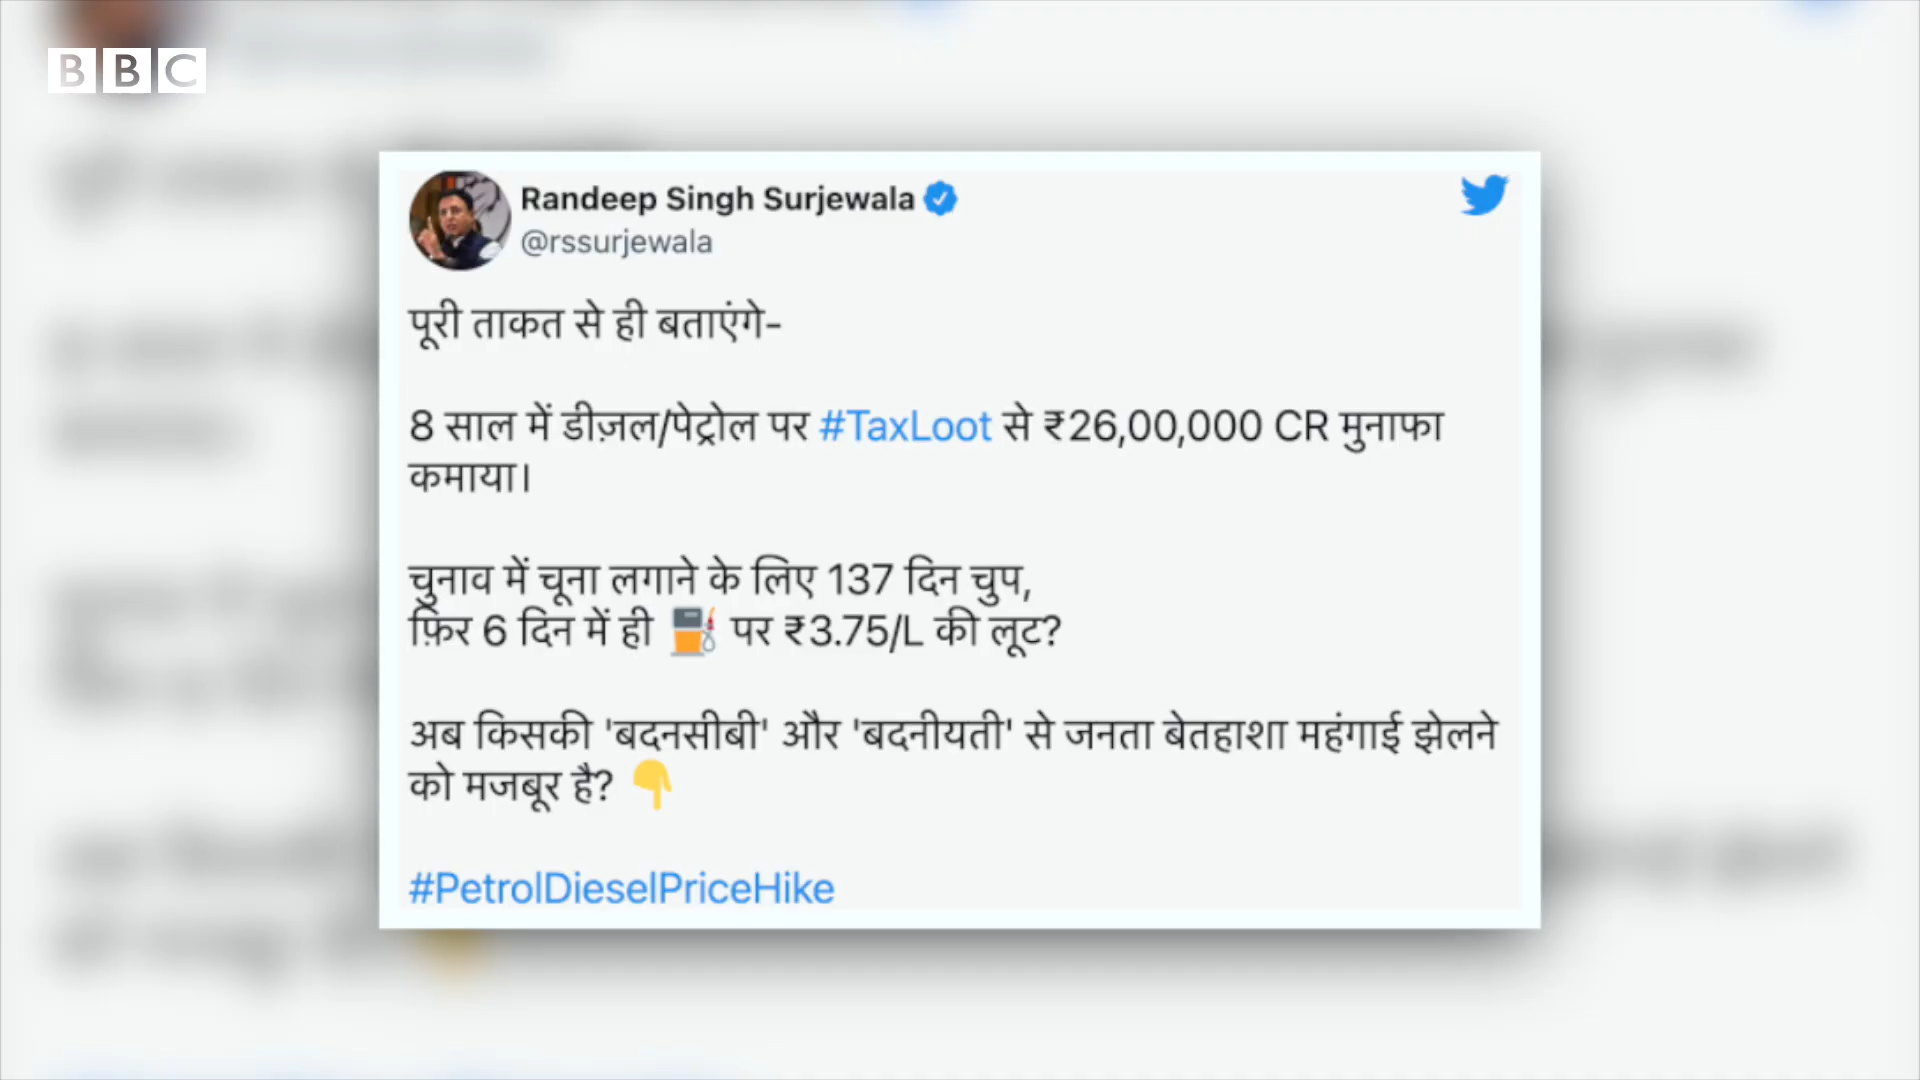 BBC
Randeep Singh Surjewala
@rssurjewala
पूरी ताकत से ही बताएंगे-
8 साल में डीज़ल/पेट्रोल पर #TaxLoot से ₹26,00,000 CR मुनाफा
कमाया।
चुनाव में चूना लगाने के लिए 137 दिन चुप,
फ़िर 6 दिन में ही ⛽ पर ₹3.75/L की लूट?
अब किसकी 'बदनसीबी' और 'बदनीयती' से जनता बेतहाशा महंगाई झेलने
को मजबूर है? 👇
#PetrolDieselPriceHike